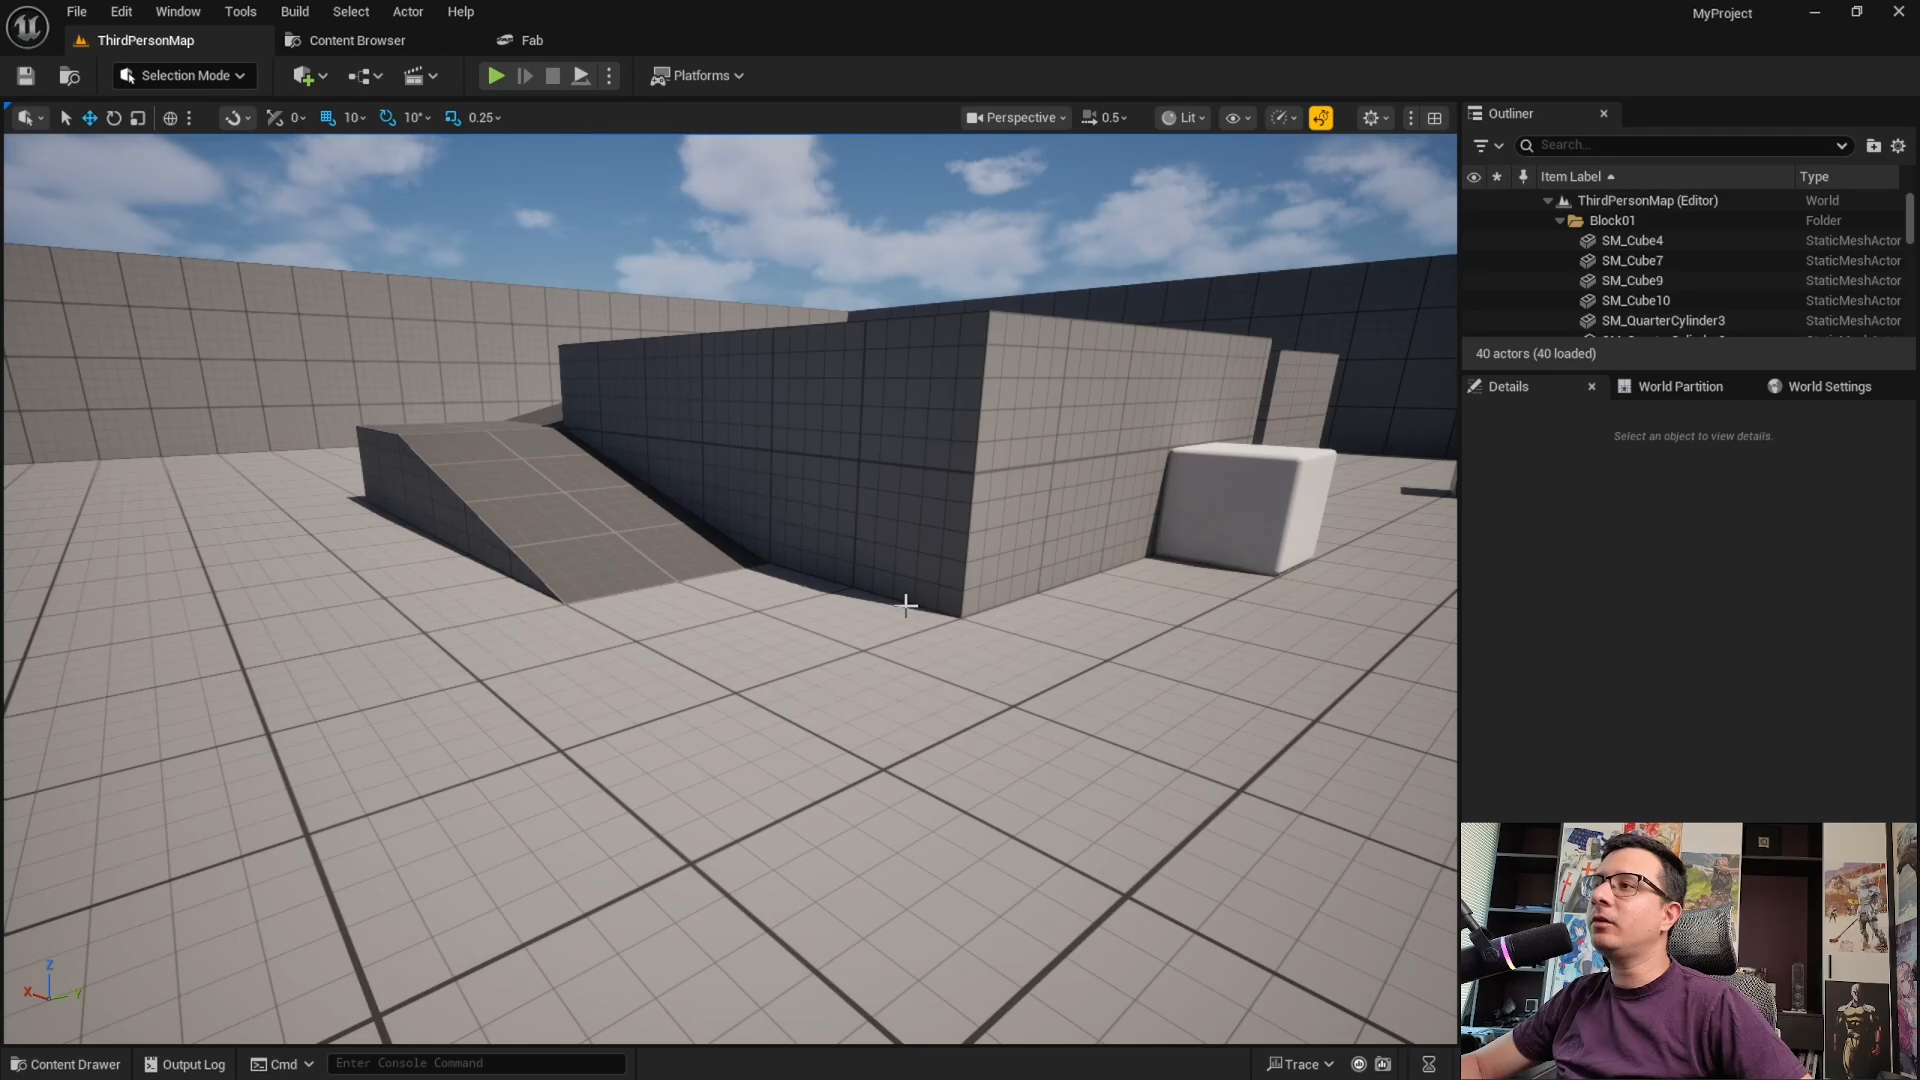 File Edit Window Tools Build Select Actor Help
MyProject
ThirdPersonMap
Content Browser
Fab
Selection Mode
Platforms
0
10
10°
0.25
Perspective
0.5
Lit
Outliner
Search...
Item Label
Type
ThirdPersonMap (Editor) World
Block01 Folder
SM_Cube4 StaticMeshActor
SM_Cube7 StaticMeshActor
SM_Cube9 StaticMeshActor
SM_Cube10 StaticMeshActor
SM_QuarterCylinder3 StaticMeshActor
40 actors (40 loaded)
Details
World Partition
World Settings
Select an object to view details.
Z
X
Y
Content Drawer
Output Log
Cmd
Enter Console Command
Trace